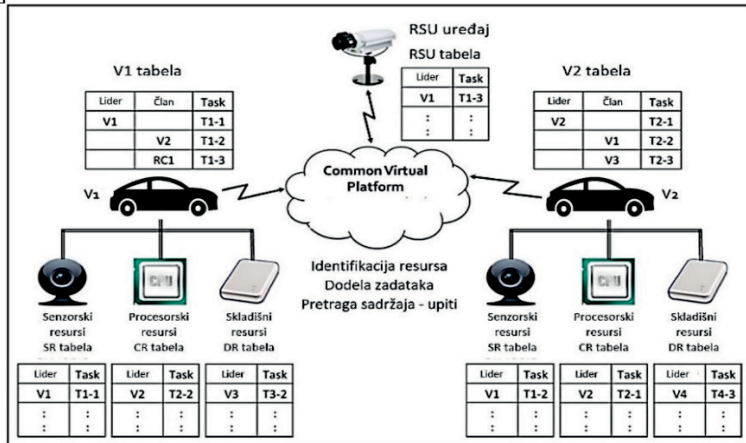 RSU uređaj
RSU tabela
Lider Task
V1 T1-3
: :
: :
V1 tabela
Lider Član Task
V1 T1-1
V2 T1-2
RC1 T1-3
V2 tabela
Lider Član Task
V2 T2-1
V1 T2-2
V3 T2-3
V1
Common Virtual
Platform
V2
Identifikacija resursa
Dodela zadataka
Pretraga sadržaja - upiti
CPU
Senzorski
resursi
SR tabela
Lider Task
V1 T1-1
: :
: :
Procesorski
resursi
CR tabela
Lider Task
V2 T2-2
: :
: :
Skladišni
resursi
DR tabela
Lider Task
V3 T3-2
: :
: :
CPU
Senzorski
resursi
SR tabela
Lider Task
V1 T1-2
: :
: :
Procesorski
resursi
CR tabela
Lider Task
V2 T2-1
: :
: :
Skladišni
resursi
DR tabela
Lider Task
V4 T4-3
: :
: :